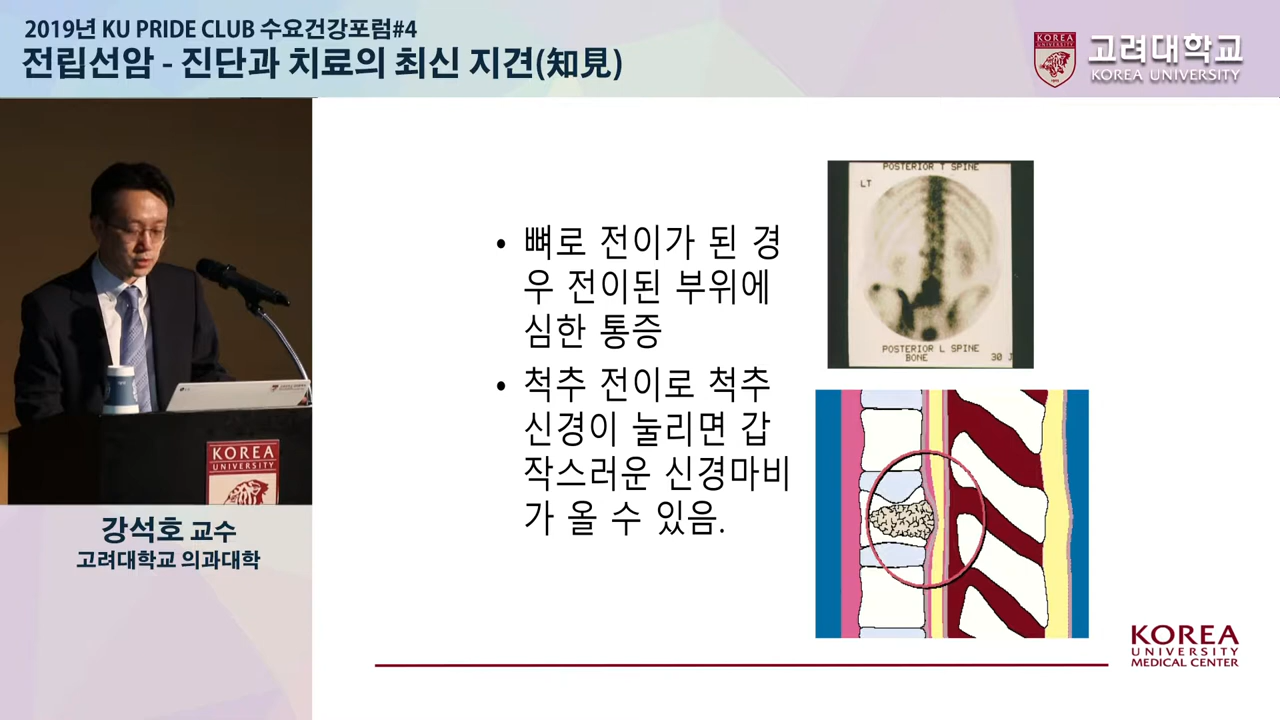 2019년 KU PRIDE CLUB 수요건강포럼#4
전립선암 - 진단과 치료의 최신 지견(知見)
KOREA
고려대학교
KOREA UNIVERSITY
• 뼈로 전이가 된 경
우 전이된 부위에
심한 통증
• 척추 전이로 척추
신경이 눌리면 갑
작스러운 신경마비
가 올 수 있음.
POSTERIOR T SPINE
LT
POSTERIOR L SPINE
BONE
30 J
KOREA
UNIVERSITY
강석호 교수
고려대학교 의과대학
KOREA
UNIVERSITY
MEDICAL CENTER